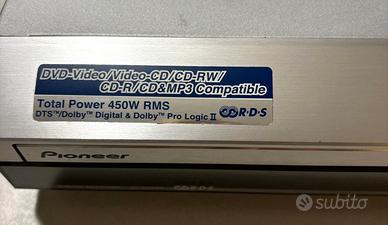 DVD-Video/Video-CD/CD-RW/
CD-R/CD&MP3 Compatible
Total Power 450W RMS
DTS™/Dolby™ Digital & Dolby™ Pro Logic II
R·D·S
Pioneer
R·D·S
subito